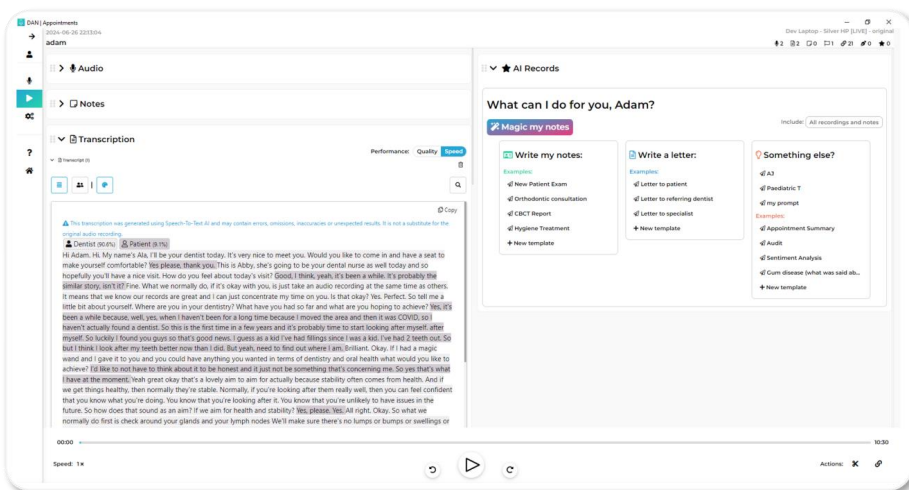 DAN | Appointments
2024-06-26 22:13:04
Dev Laptop - Silver HP [LIVE] - original
adam
2 2 0 1 21 0 0
Audio
Notes
Transcription
Performance: Quality Speed
Transcript (1)
Copy
This transcription was generated using Speech-To-Text AI and may contain errors, omissions, inaccuracies or unexpected results. It is not a substitute for the
original audio recording.
Dentist (90.6%) Patient (9.1%)
Hi Adam. Hi. My name's Ala, I'll be your dentist today. It's very nice to meet you. Would you like to come in and have a seat to
make yourself comfortable? Yes please, thank you. This is Abby, she's going to be your dental nurse as well today and so
hopefully you'll have a nice visit. How do you feel about today's visit? Good, I think, yeah, it's been a while. It's probably the
similar story, isn't it? Fine. What we normally do, if it's okay with you, is just take an audio recording at the same time as others.
It means that we know our records are great and I can just concentrate my time on you. Is that okay? Yes. Perfect. So tell me a
little bit about yourself. Where are you in your dentistry? What have you had so far and what are you hoping to achieve? Yes, it's
been a while because, well, yes, when I haven't been for a long time because I moved the area and then it was COVID, so I
haven't actually found a dentist. So this is the first time in a few years and it's probably time to start looking after myself. after
myself. So luckily I found you guys so that's good news. I guess as a kid I've had fillings since I was a kid. I've had 2 teeth out. So
but I think I look after my teeth better now than I did. But yeah, need to find out where I am. Brilliant. Okay. If I had a magic
wand and I gave it to you and you could have anything you wanted in terms of dentistry and oral health what would you like to
achieve? I'd like to not have to think about it to be honest and it just not be something that's concerning me. So yes that's what
I have at the moment. Yeah great okay that's a lovely aim to aim for actually because stability often comes from health. And if
we get things healthy, then normally they're stable. Normally, if you're looking after them really well, then you can feel confident
that you know what you're doing. You know that you're looking after it. You know that you're unlikely to have issues in the
future. So how does that sound as an aim? If we aim for health and stability? Yes, please. Yes. All right. Okay. So what we
normally do first is check around your glands and your lymph nodes We'll make sure there's no lumps or bumps or swellings or
AI Records
What can I do for you, Adam?
Magic my notes
Include: All recordings and notes
Write my notes:
Examples:
New Patient Exam
Orthodontic consultation
CBCT Report
Hygiene Treatment
+ New template
Write a letter:
Examples:
Letter to patient
Letter to referring dentist
Letter to specialist
+ New template
Something else?
A3
Paediatric T
my prompt
Examples:
Appointment Summary
Audit
Sentiment Analysis
Gum disease (what was said ab...
+ New template
00:00
10:30
Speed: 1×
Actions: